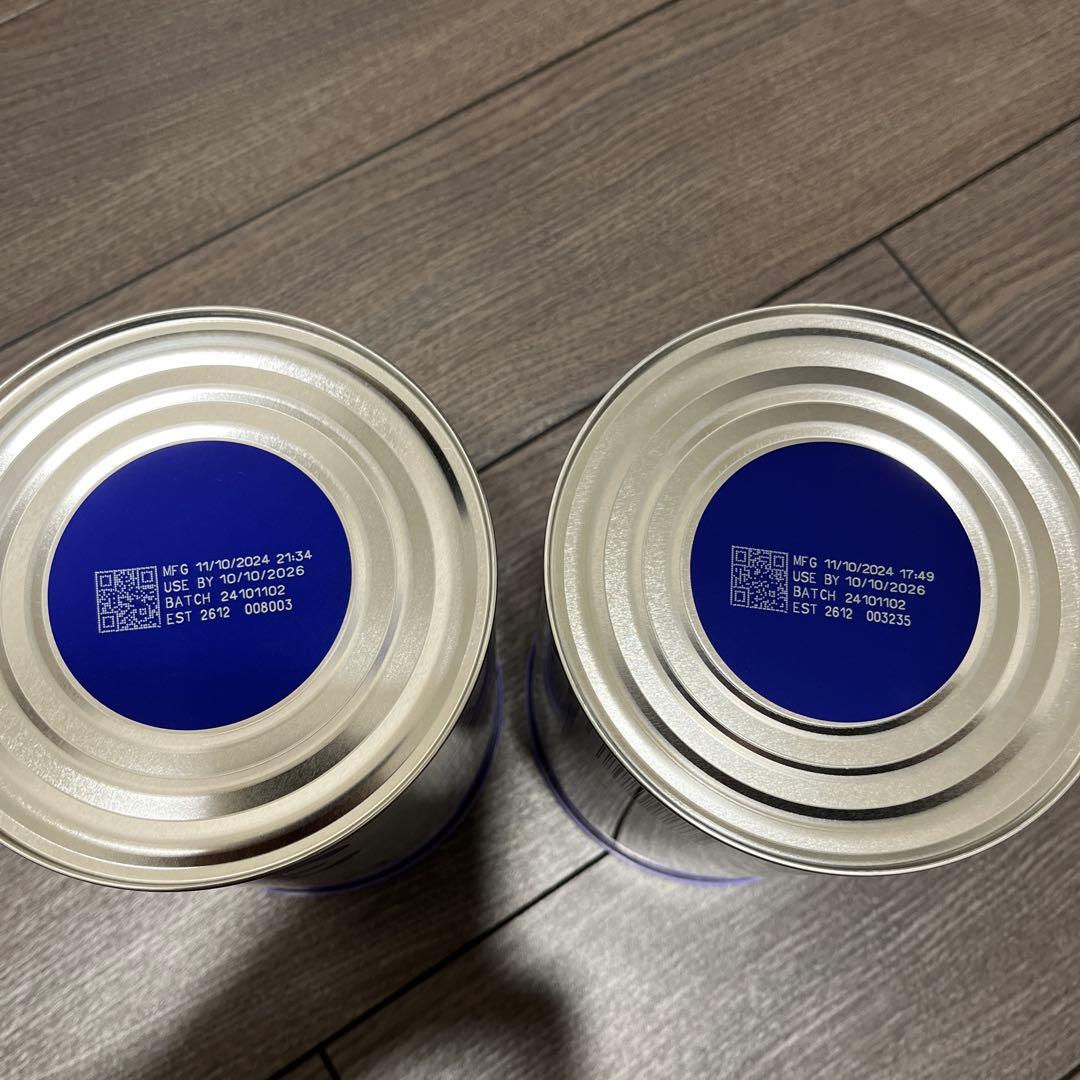 MFG 11/10/2024 21:34
USE BY 10/10/2026
BATCH 24101102
EST 2612 008003
MFG 11/10/2024 17:49
USE BY 10/10/2026
BATCH 24101102
EST 2612 003235